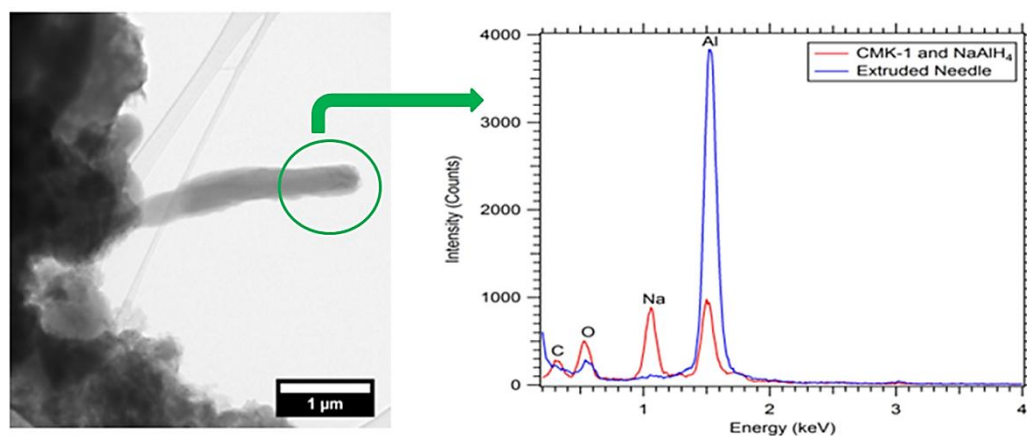 1 μm
Intensity (Counts)
4000
3000
2000
1000
0
Al
Na
O
C
CMK-1 and NaAlH₄
Extruded Needle
1
2
3
4
Energy (keV)